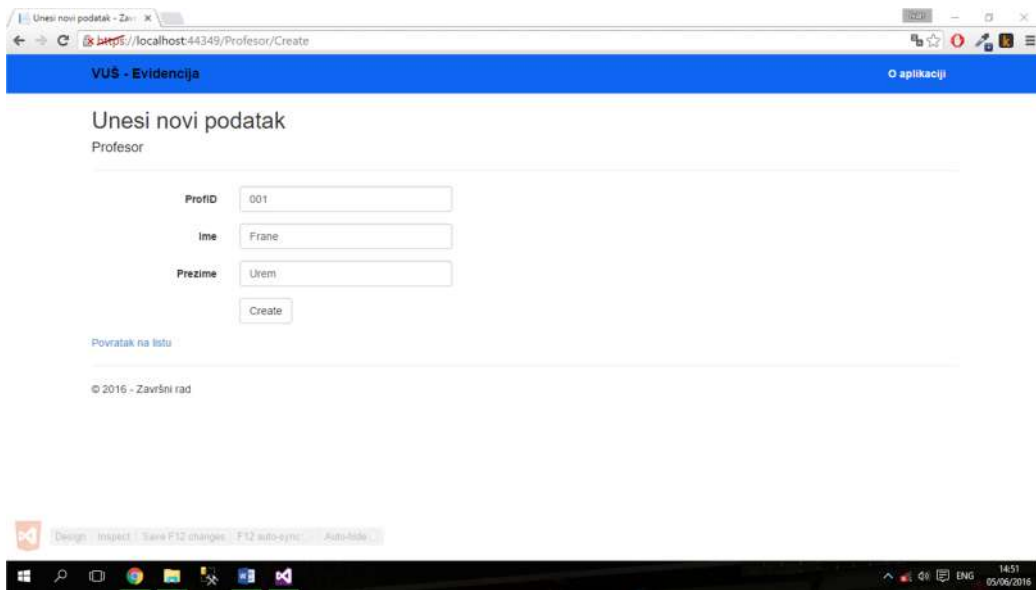 Unesi novi podatak - Zavr
https://localhost:44349/Profesor/Create
VUŠ - Evidencija
O aplikaciji
Unesi novi podatak
Profesor
ProfID 001
Ime Frane
Prezime Urem
Create
Povratak na listu
© 2016 - Završni rad
Design Inspect Save F12 changes F12 auto-sync Auto-hide
ENG
14:51
05/06/2016